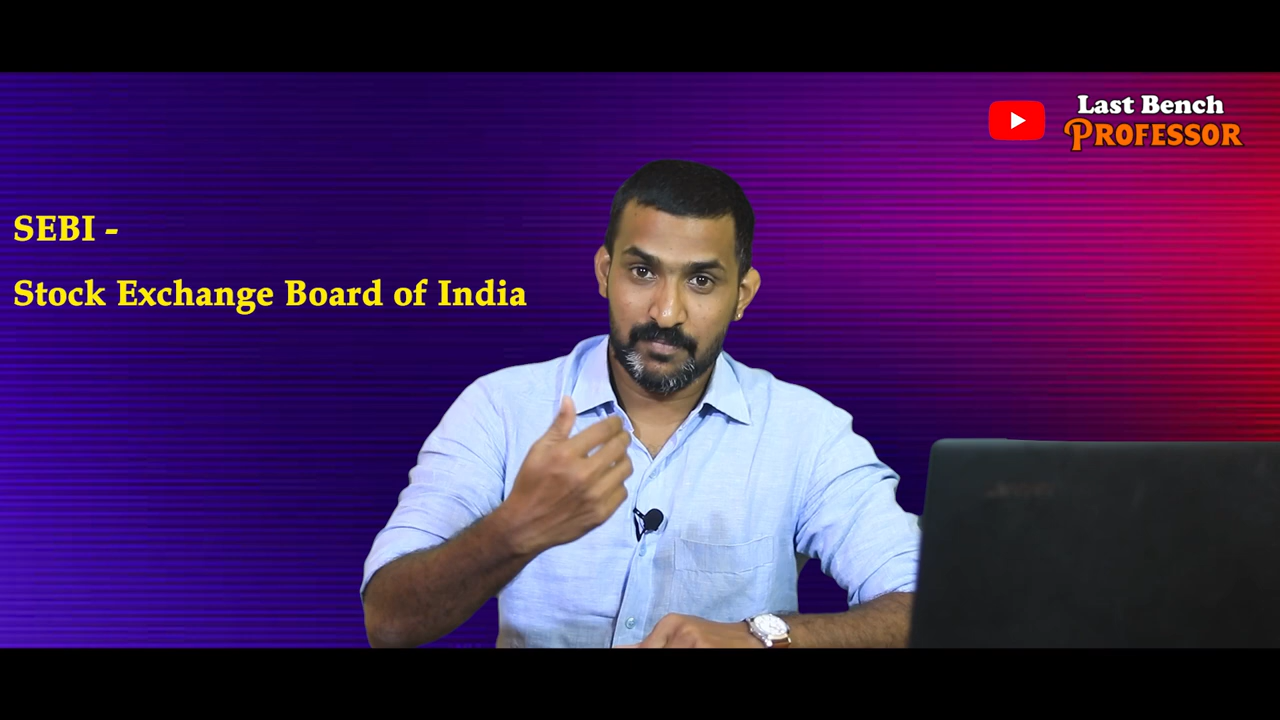 Last Bench
PROFESSOR
SEBI -
Stock Exchange Board of India